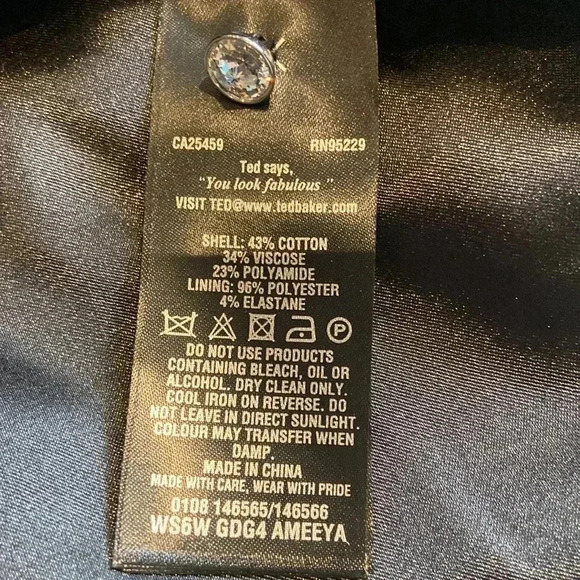 CA25459 RN95229
Ted says,
"You look fabulous "
VISIT TED@www.tedbaker.com
SHELL: 43% COTTON
34% VISCOSE
23% POLYAMIDE
LINING: 96% POLYESTER
4% ELASTANE
P
DO NOT USE PRODUCTS
CONTAINING BLEACH, OIL OR
ALCOHOL. DRY CLEAN ONLY.
COOL IRON ON REVERSE. DO
NOT LEAVE IN DIRECT SUNLIGHT.
COLOUR MAY TRANSFER WHEN
DAMP.
MADE IN CHINA
MADE WITH CARE, WEAR WITH PRIDE
0108 146565/146566
WS6W GDG4 AMEEYA